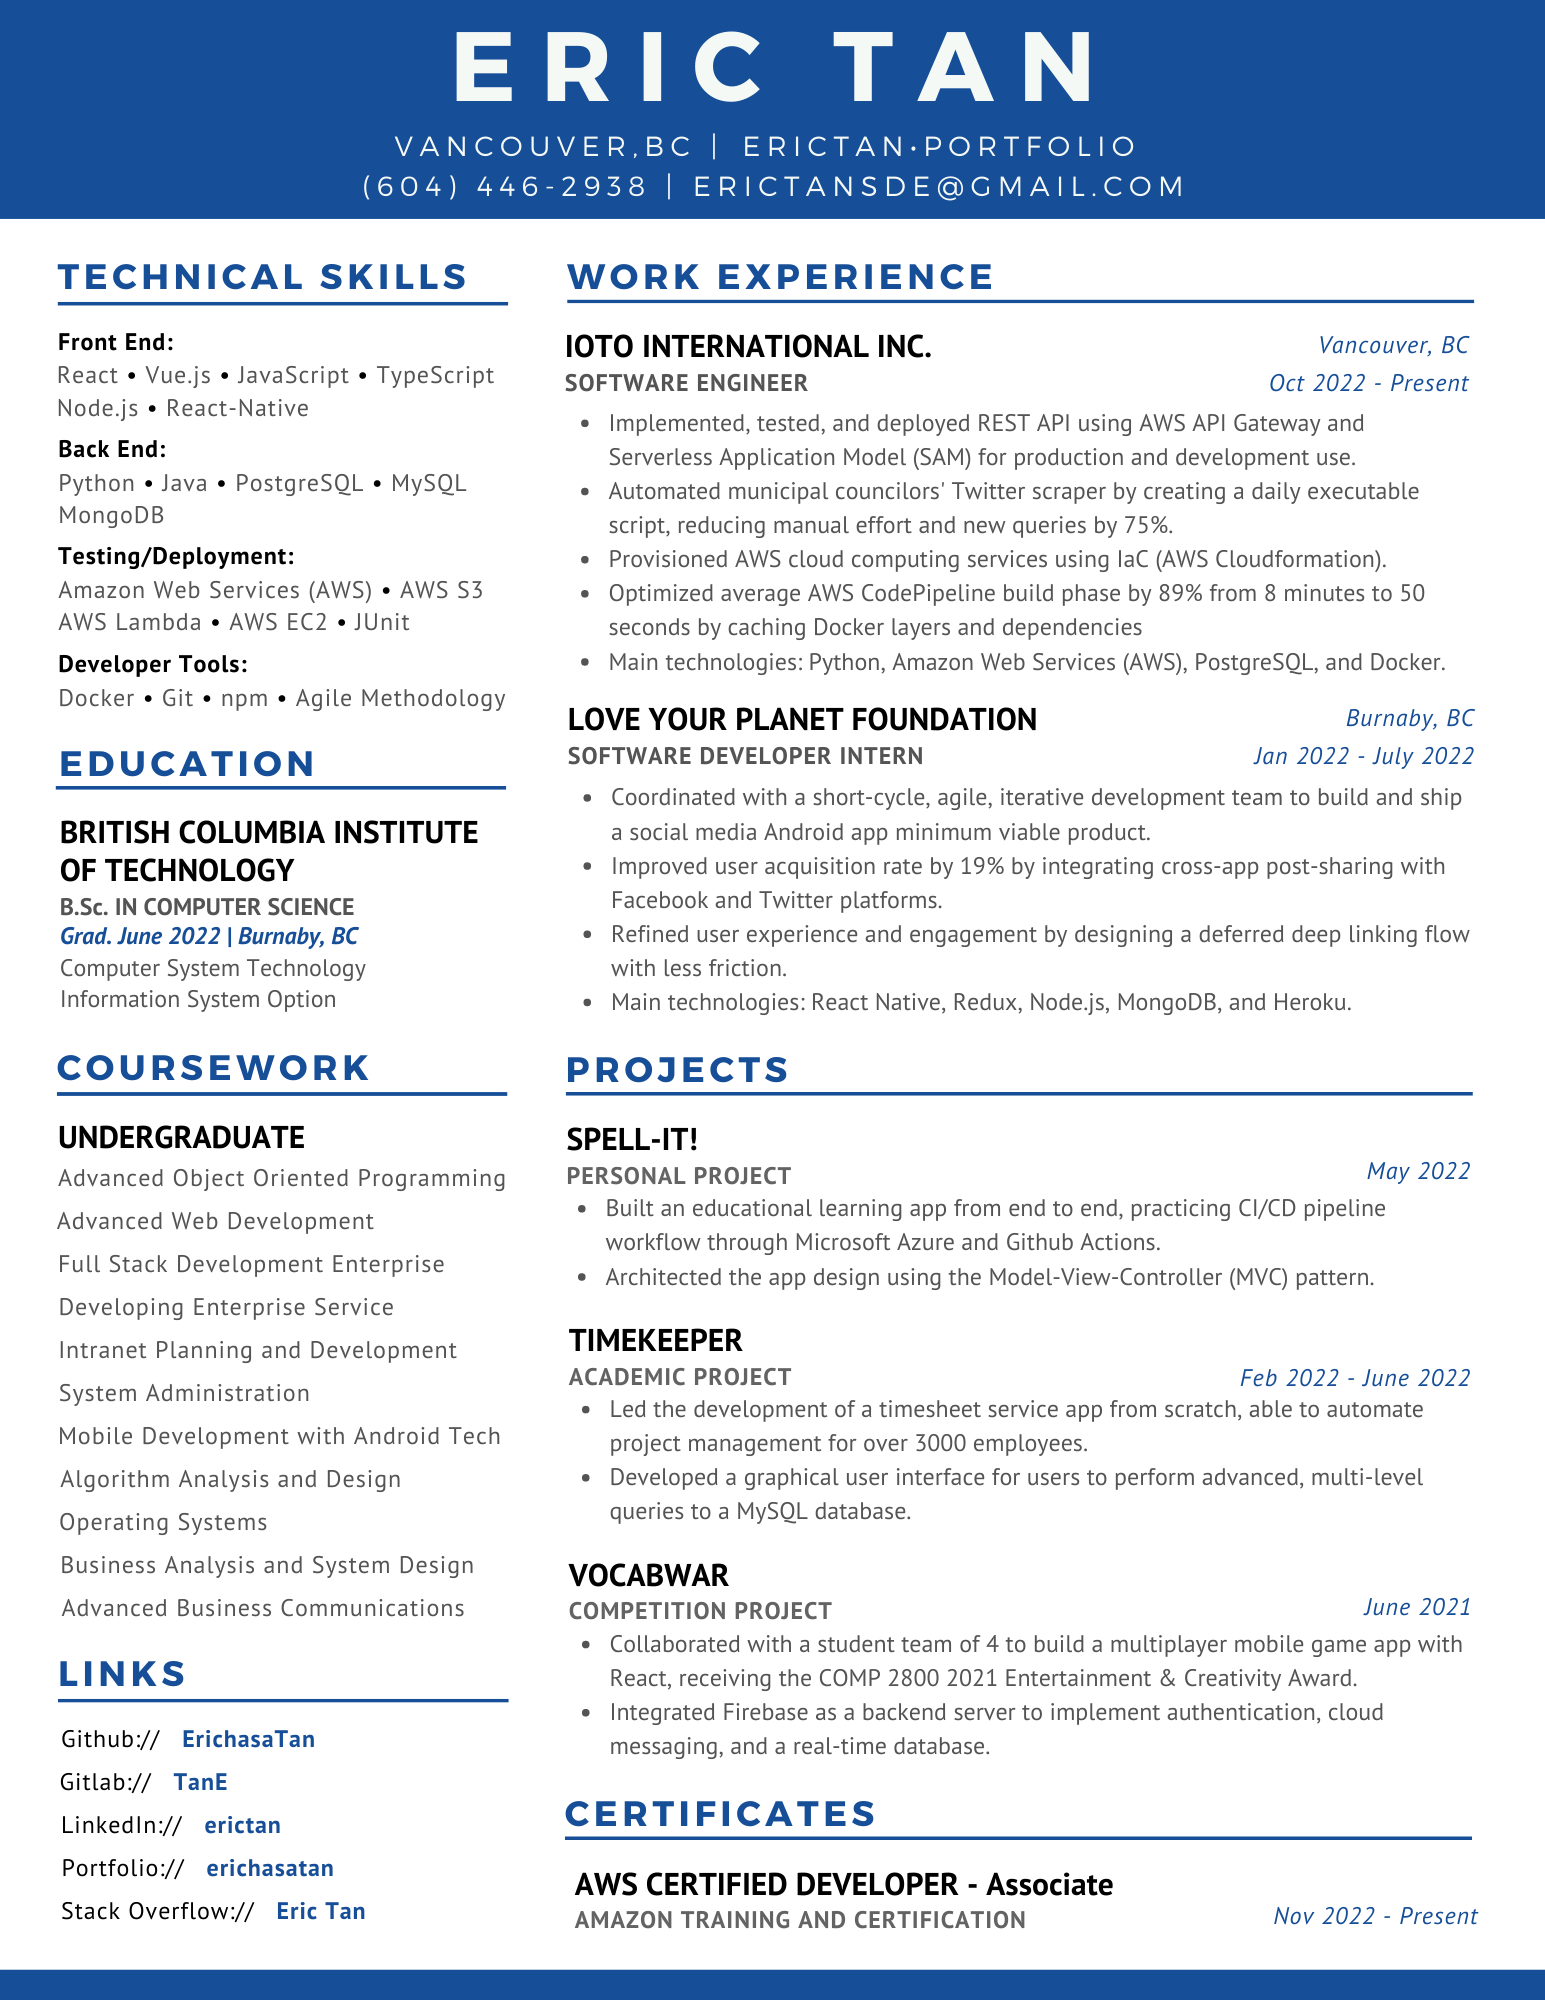 ERIC TAN
VANCOUVER,BC | ERICTAN•PORTFOLIO
(604) 446-2938 | ERICTANSDE@GMAIL.COM
TECHNICAL SKILLS
Front End:
React • Vue.js • JavaScript • TypeScript
Node.js • React-Native
Back End:
Python • Java • PostgreSQL • MySQL
MongoDB
Testing/Deployment:
Amazon Web Services (AWS) • AWS S3
AWS Lambda • AWS EC2 • JUnit
Developer Tools:
Docker • Git • npm • Agile Methodology
EDUCATION
BRITISH COLUMBIA INSTITUTE
OF TECHNOLOGY
B.Sc. IN COMPUTER SCIENCE
Grad. June 2022 | Burnaby, BC
Computer System Technology
Information System Option
COURSEWORK
UNDERGRADUATE
Advanced Object Oriented Programming
Advanced Web Development
Full Stack Development Enterprise
Developing Enterprise Service
Intranet Planning and Development
System Administration
Mobile Development with Android Tech
Algorithm Analysis and Design
Operating Systems
Business Analysis and System Design
Advanced Business Communications
LINKS
Github:// ErichasaTan
Gitlab:// TanE
LinkedIn:// erictan
Portfolio:// erichasatan
Stack Overflow:// Eric Tan
WORK EXPERIENCE
IOTO INTERNATIONAL INC. Vancouver, BC
SOFTWARE ENGINEER Oct 2022 - Present
• Implemented, tested, and deployed REST API using AWS API Gateway and
Serverless Application Model (SAM) for production and development use.
• Automated municipal councilors' Twitter scraper by creating a daily executable
script, reducing manual effort and new queries by 75%.
• Provisioned AWS cloud computing services using IaC (AWS Cloudformation).
• Optimized average AWS CodePipeline build phase by 89% from 8 minutes to 50
seconds by caching Docker layers and dependencies
• Main technologies: Python, Amazon Web Services (AWS), PostgreSQL, and Docker.
LOVE YOUR PLANET FOUNDATION Burnaby, BC
SOFTWARE DEVELOPER INTERN Jan 2022 - July 2022
• Coordinated with a short-cycle, agile, iterative development team to build and ship
a social media Android app minimum viable product.
• Improved user acquisition rate by 19% by integrating cross-app post-sharing with
Facebook and Twitter platforms.
• Refined user experience and engagement by designing a deferred deep linking flow
with less friction.
• Main technologies: React Native, Redux, Node.js, MongoDB, and Heroku.
PROJECTS
SPELL-IT!
PERSONAL PROJECT May 2022
• Built an educational learning app from end to end, practicing CI/CD pipeline
workflow through Microsoft Azure and Github Actions.
• Architected the app design using the Model-View-Controller (MVC) pattern.
TIMEKEEPER
ACADEMIC PROJECT Feb 2022 - June 2022
• Led the development of a timesheet service app from scratch, able to automate
project management for over 3000 employees.
• Developed a graphical user interface for users to perform advanced, multi-level
queries to a MySQL database.
VOCABWAR
COMPETITION PROJECT June 2021
• Collaborated with a student team of 4 to build a multiplayer mobile game app with
React, receiving the COMP 2800 2021 Entertainment & Creativity Award.
• Integrated Firebase as a backend server to implement authentication, cloud
messaging, and a real-time database.
CERTIFICATES
AWS CERTIFIED DEVELOPER - Associate
AMAZON TRAINING AND CERTIFICATION Nov 2022 - Present